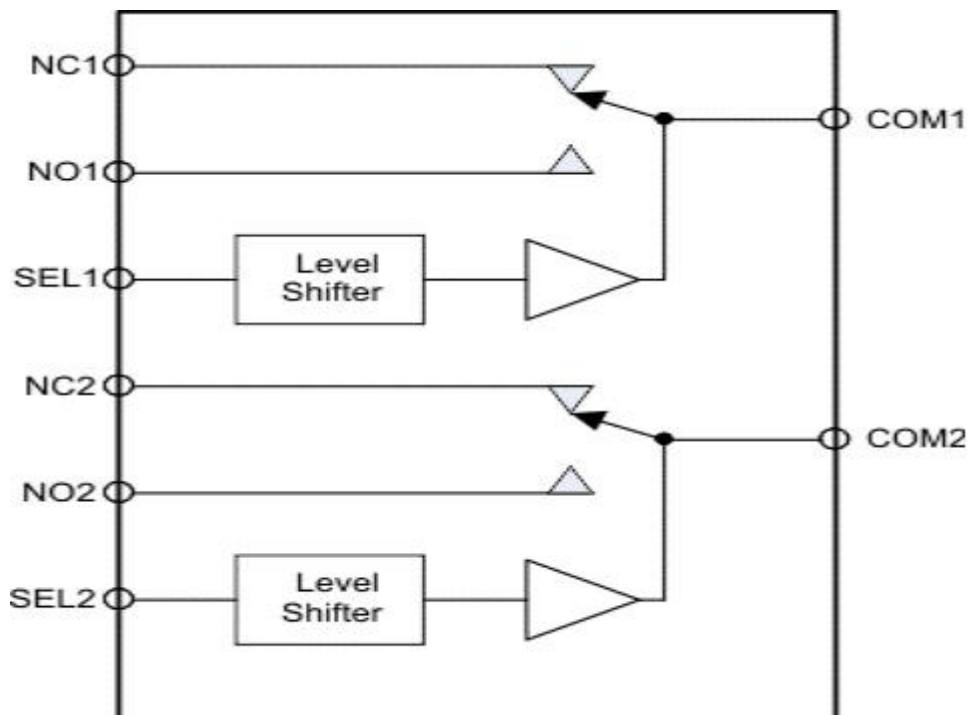 NC1
COM1
NO1
SEL1
Level
Shifter
NC2
COM2
NO2
SEL2
Level
Shifter